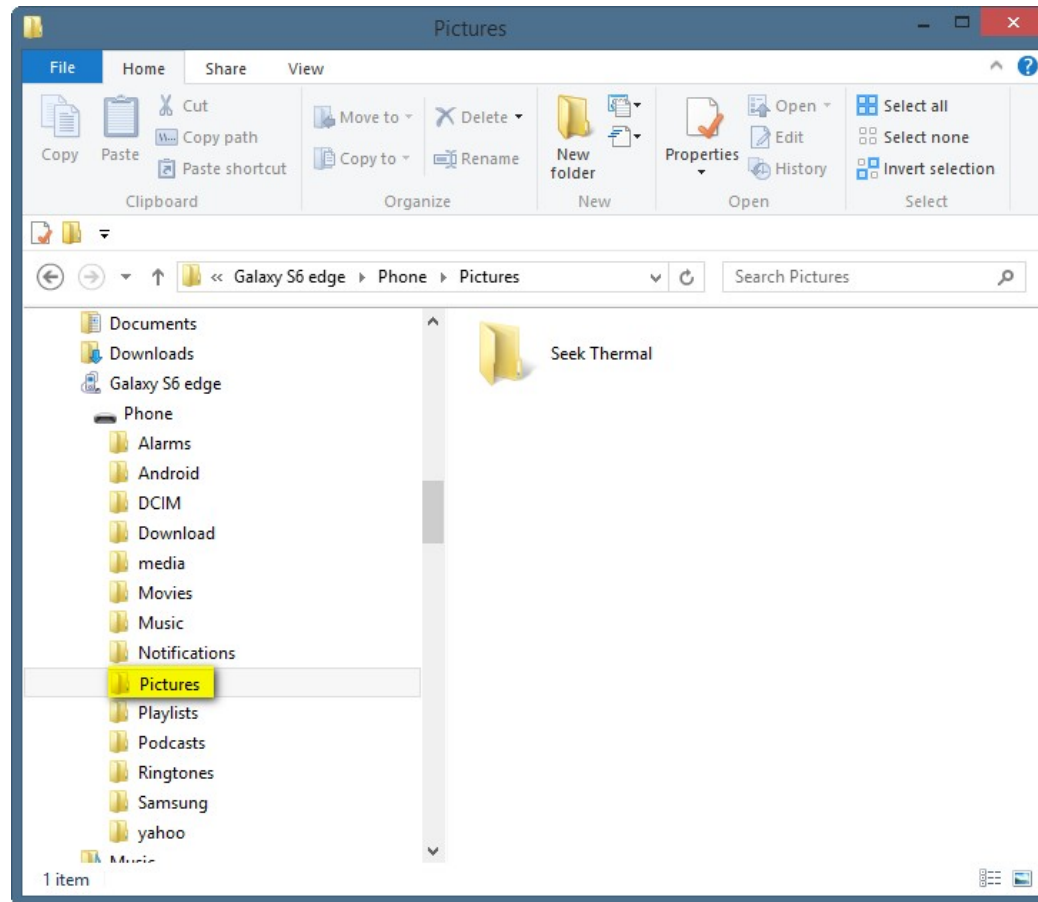 Pictures
File Home Share View
Copy
Paste
Cut
Copy path
Paste shortcut
Clipboard
Move to
Copy to
Delete
Rename
Organize
New folder
New
Properties
Open
Edit
History
Open
Select all
Select none
Invert selection
Select
« Galaxy S6 edge Phone Pictures
Search Pictures
Documents
Downloads
Galaxy S6 edge
Phone
Alarms
Android
DCIM
Download
media
Movies
Music
Notifications
Pictures
Playlists
Podcasts
Ringtones
Samsung
yahoo
Music
Seek Thermal
1 item